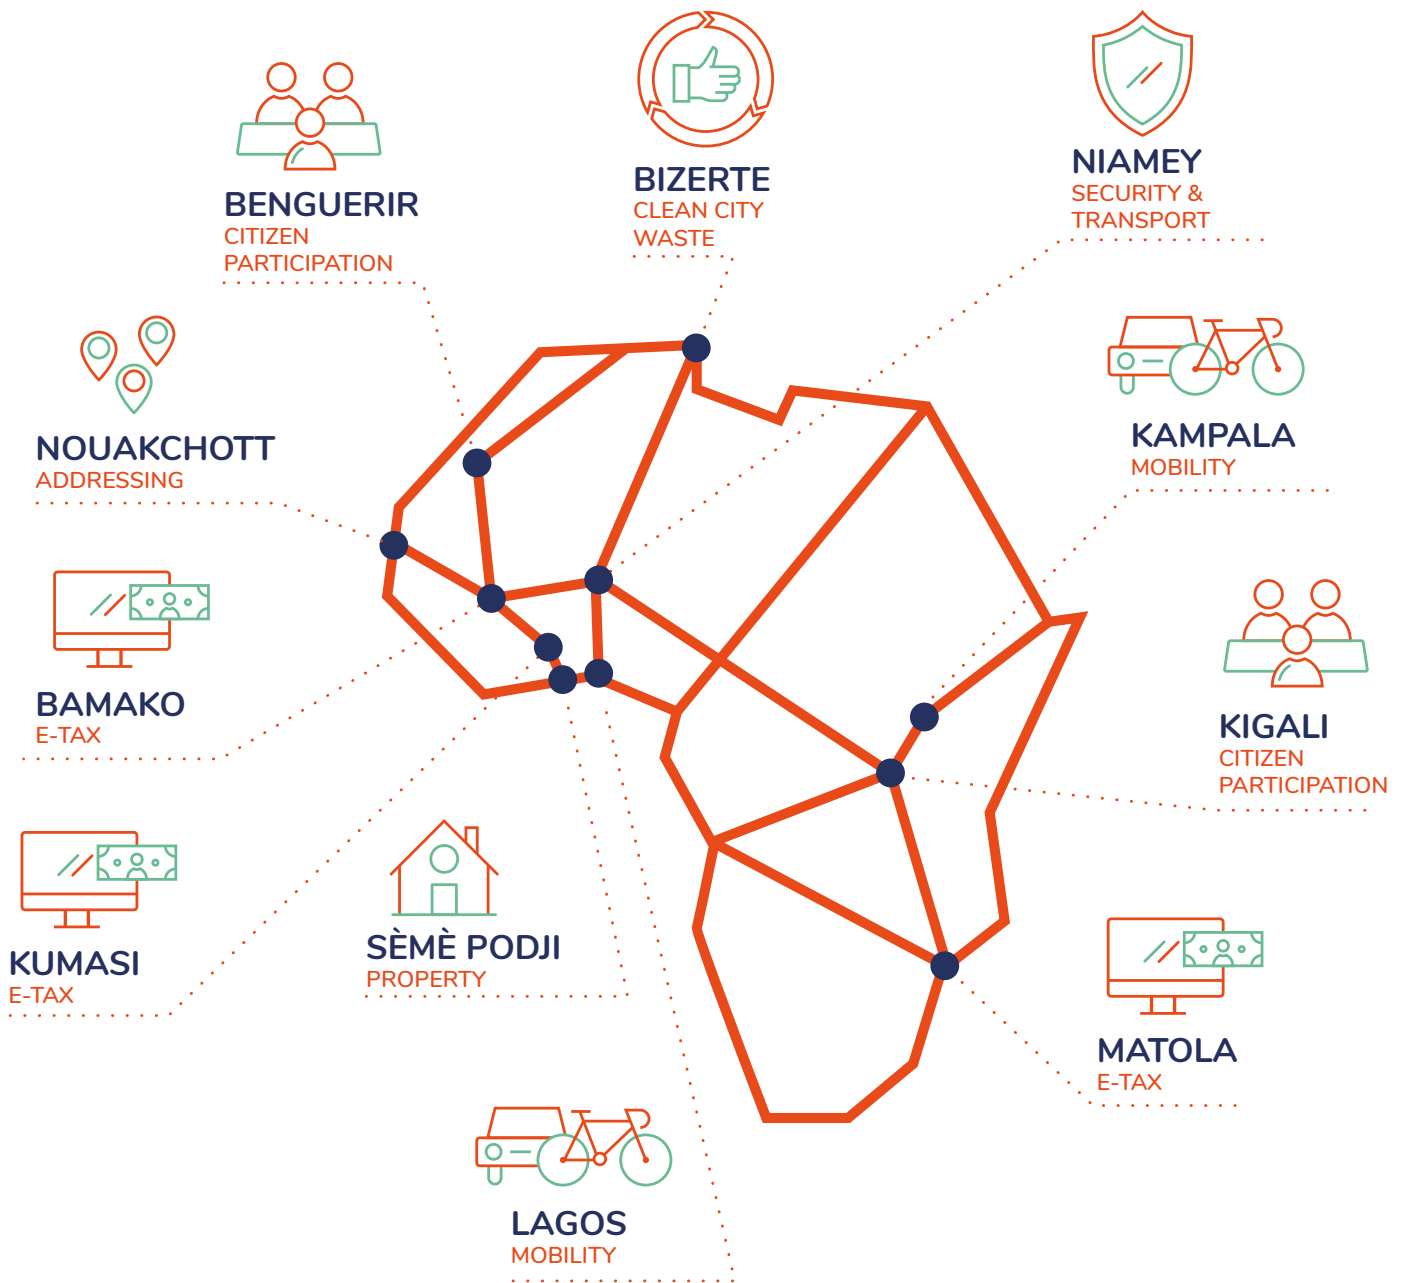 BENGUERIR
CITIZEN
PARTICIPATION
BIZERTE
CLEAN CITY
WASTE
NIAMEY
SECURITY &
TRANSPORT
NOUAKCHOTT
ADDRESSING
KAMPALA
MOBILITY
BAMAKO
E-TAX
KIGALI
CITIZEN
PARTICIPATION
KUMASI
E-TAX
SÈMÈ PODJI
PROPERTY
MATOLA
E-TAX
LAGOS
MOBILITY